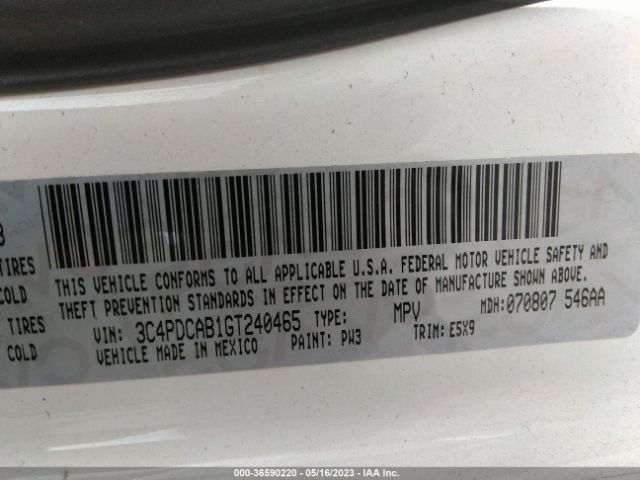 3
TIRES
COLD
TIRES
COLD
THIS VEHICLE CONFORMS TO ALL APPLICABLE U.S.A. FEDERAL MOTOR VEHICLE SAFETY AND
THEFT PREVENTION STANDARDS IN EFFECT ON THE DATE OF MANUFACTURE SHOWN ABOVE.
VIN: 3C4PDCAB1GT240465 TYPE: MPV MDH: 070807 546AA
VEHICLE MADE IN MEXICO PAINT: PW3 TRIM: E5X9
000-36590220 - 05/16/2023 - IAA Inc.